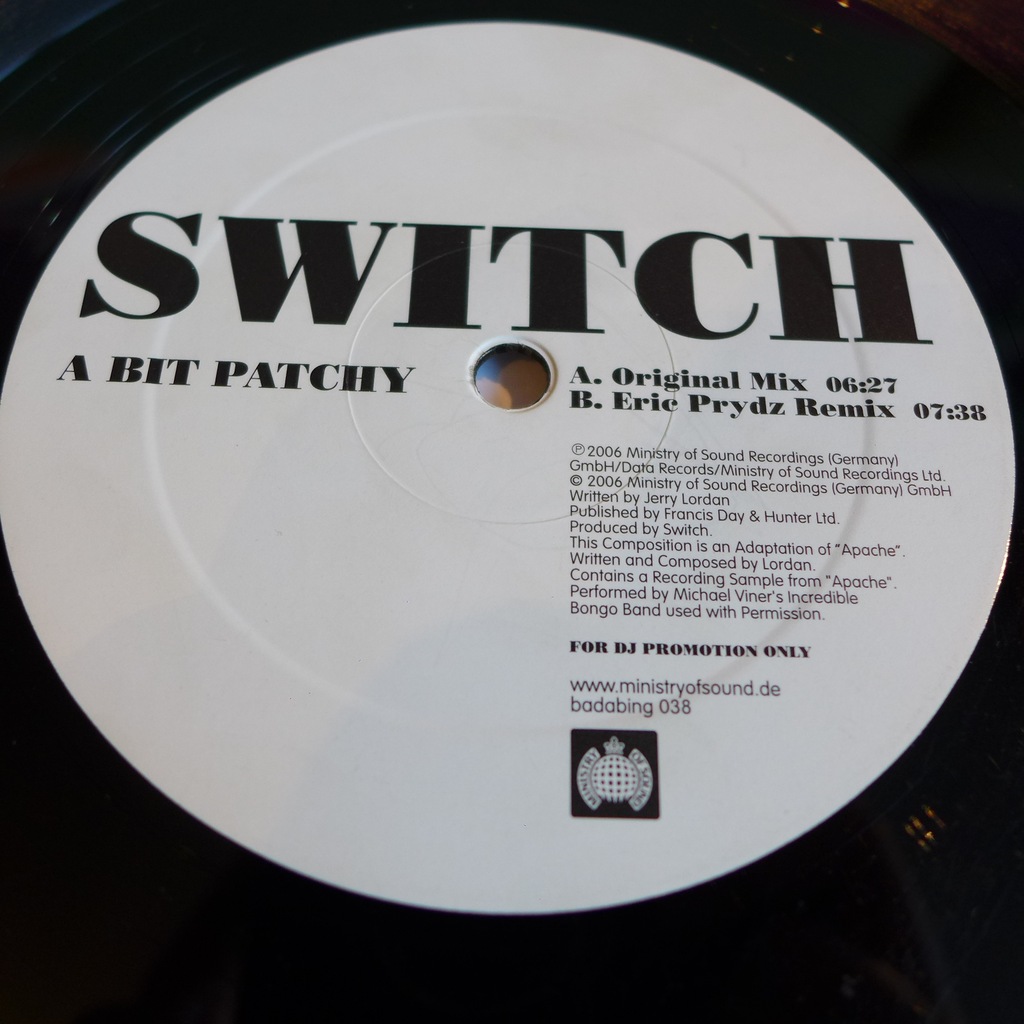 SWITCH
A BIT PATCHY
A. Original Mix 06:27
B. Eric Prydz Remix 07:38
℗ 2006 Ministry of Sound Recordings (Germany)
GmbH/Data Records/Ministry of Sound Recordings Ltd.
© 2006 Ministry of Sound Recordings (Germany) GmbH
Written by Jerry Lordan
Published by Francis Day & Hunter Ltd.
Produced by Switch.
This Composition is an Adaptation of "Apache".
Written and Composed by Lordan.
Contains a Recording Sample from "Apache".
Performed by Michael Viner's Incredible
Bongo Band used with Permission.
FOR DJ PROMOTION ONLY
www.ministryofsound.de
badabing 038
MINISTRY OF SOUND